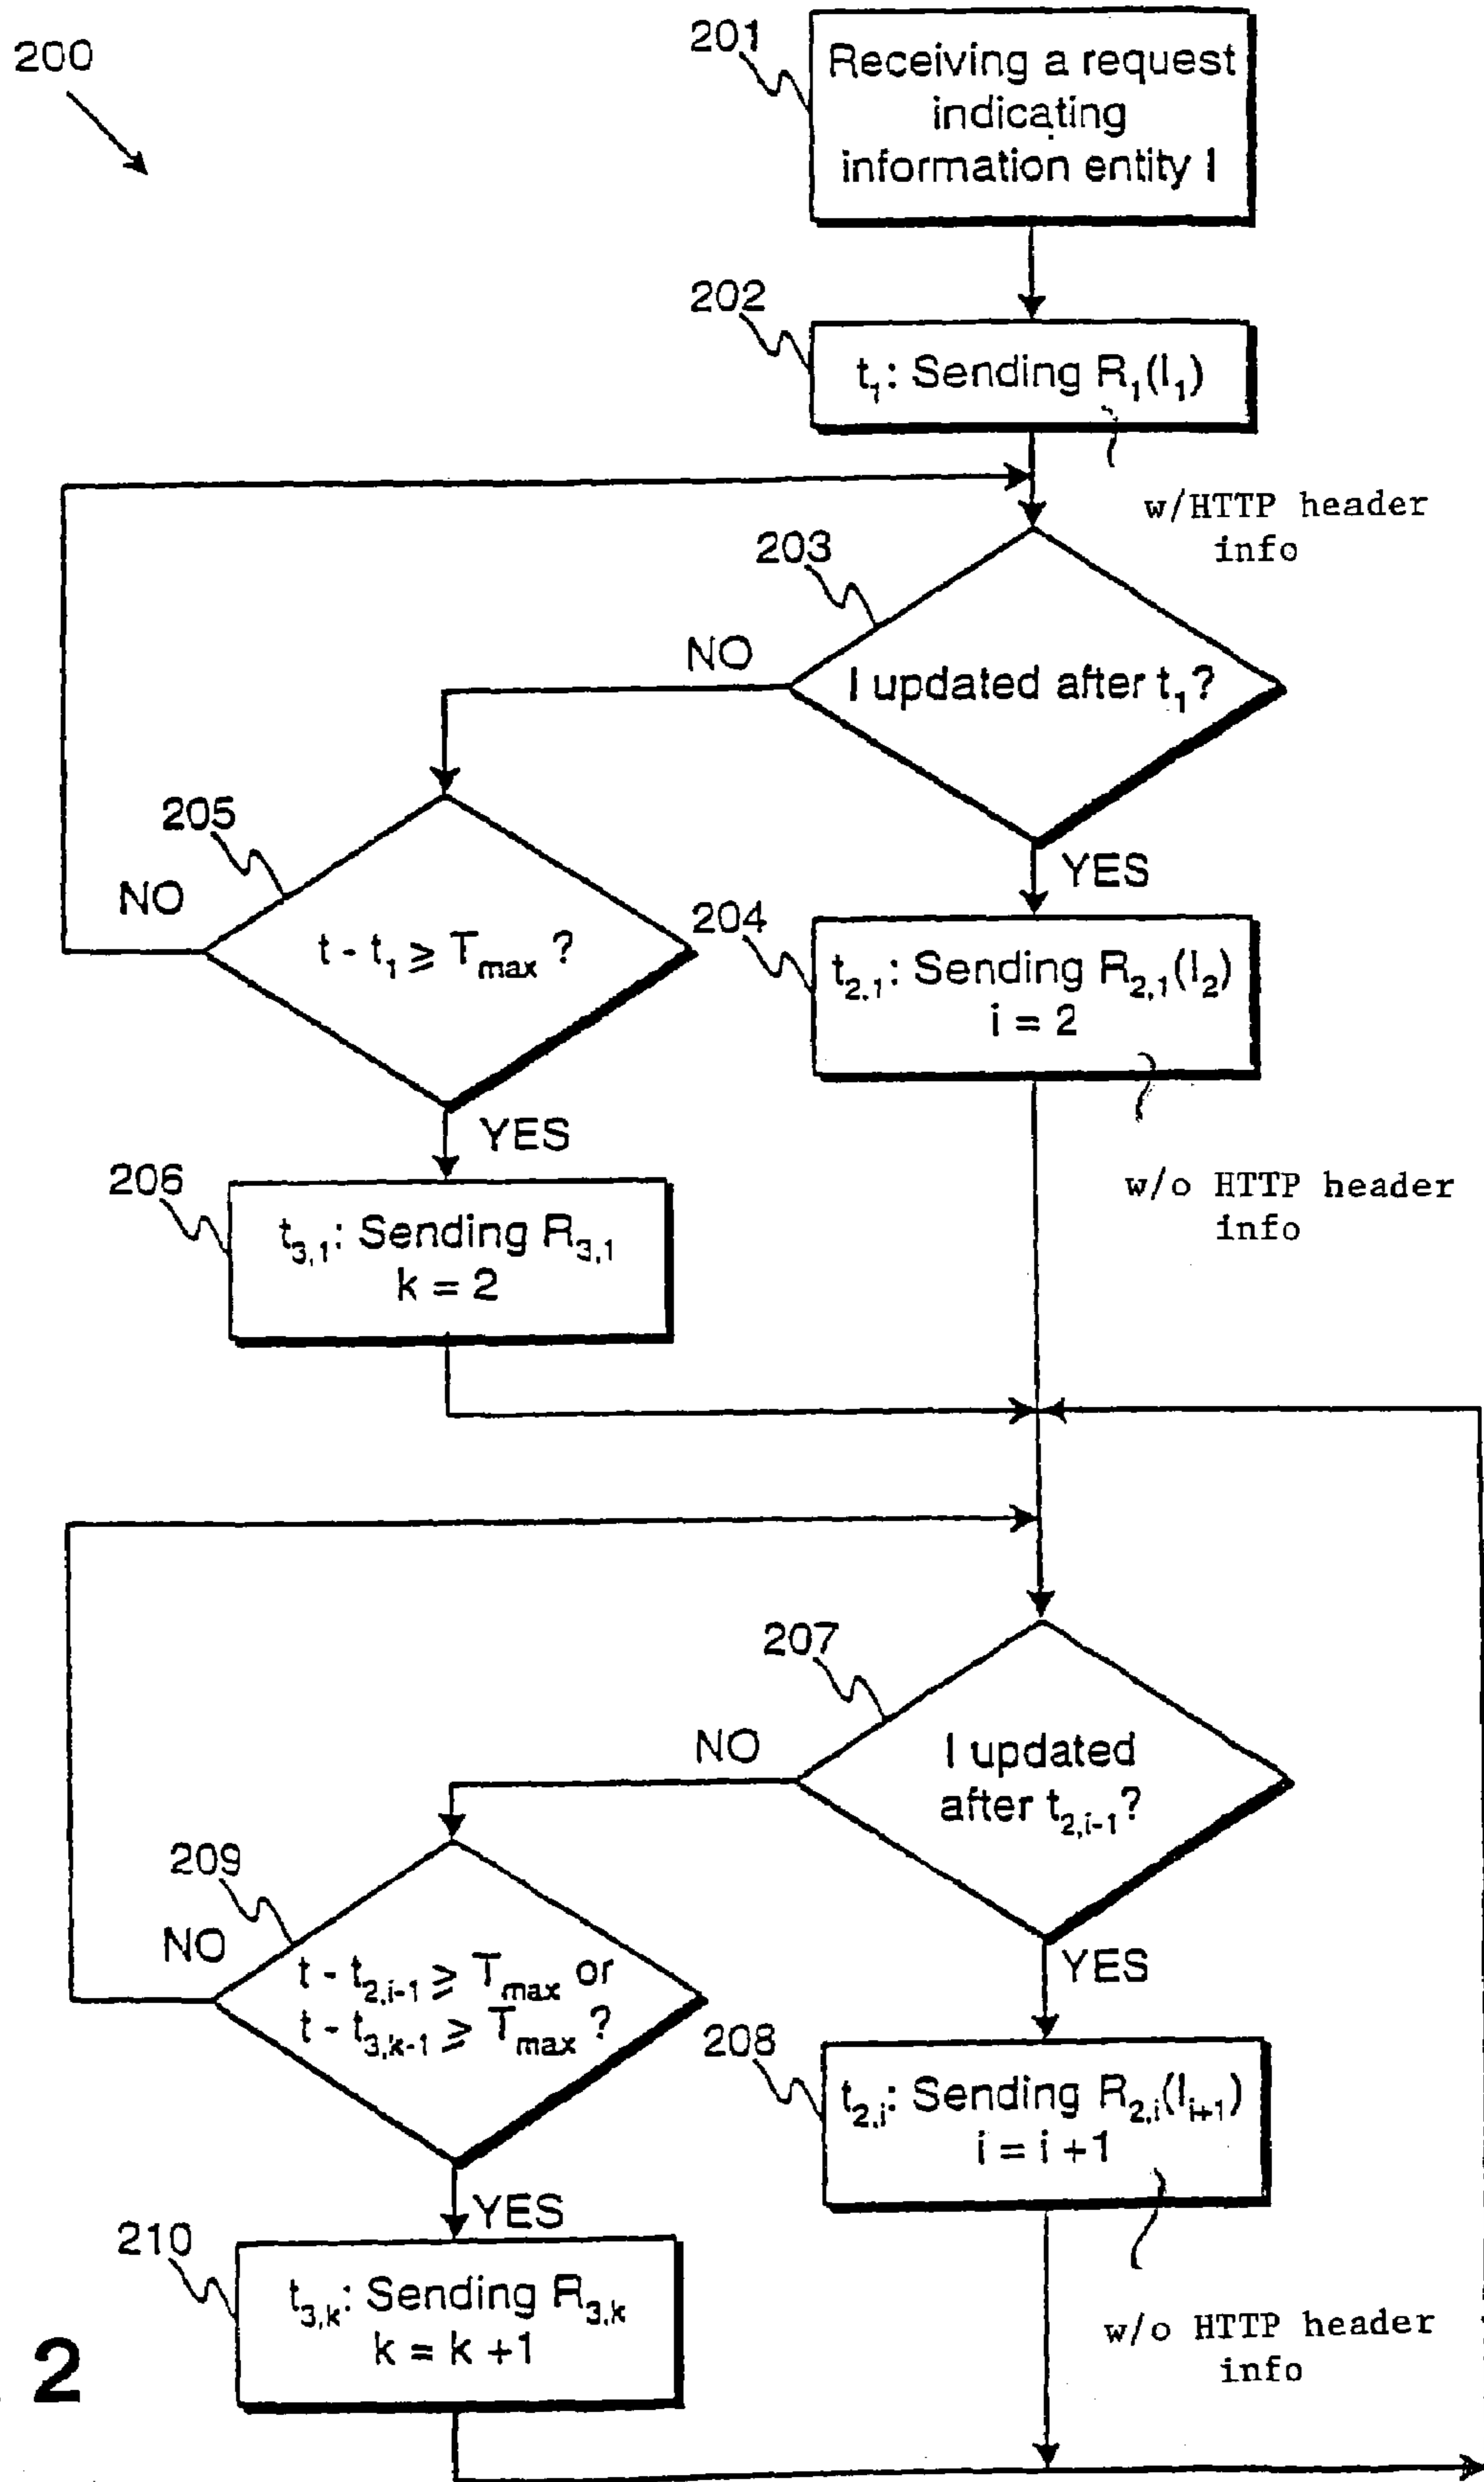 200
201
Receiving a request
indicating
information entity I
202
t₁: Sending R₁(I₁)
w/HTTP header
info
203
NO
I updated after t₁?
YES
205
NO
t - t₁ ⩾ Tmax ?
YES
204
t₂,₁: Sending R₂,₁(I₂)
i = 2
w/o HTTP header
info
206
t₃,₁: Sending R₃,₁
k = 2
207
NO
I updated
after t₂,i-1?
YES
209
NO
t - t₂,i-1 ⩾ Tmax or
t - t₃,k-1 ⩾ Tmax ?
YES
208
t₂,i: Sending R₂,i(Ii+1)
i = i +1
w/o HTTP header
info
210
t₃,k: Sending R₃,k
k = k +1
2